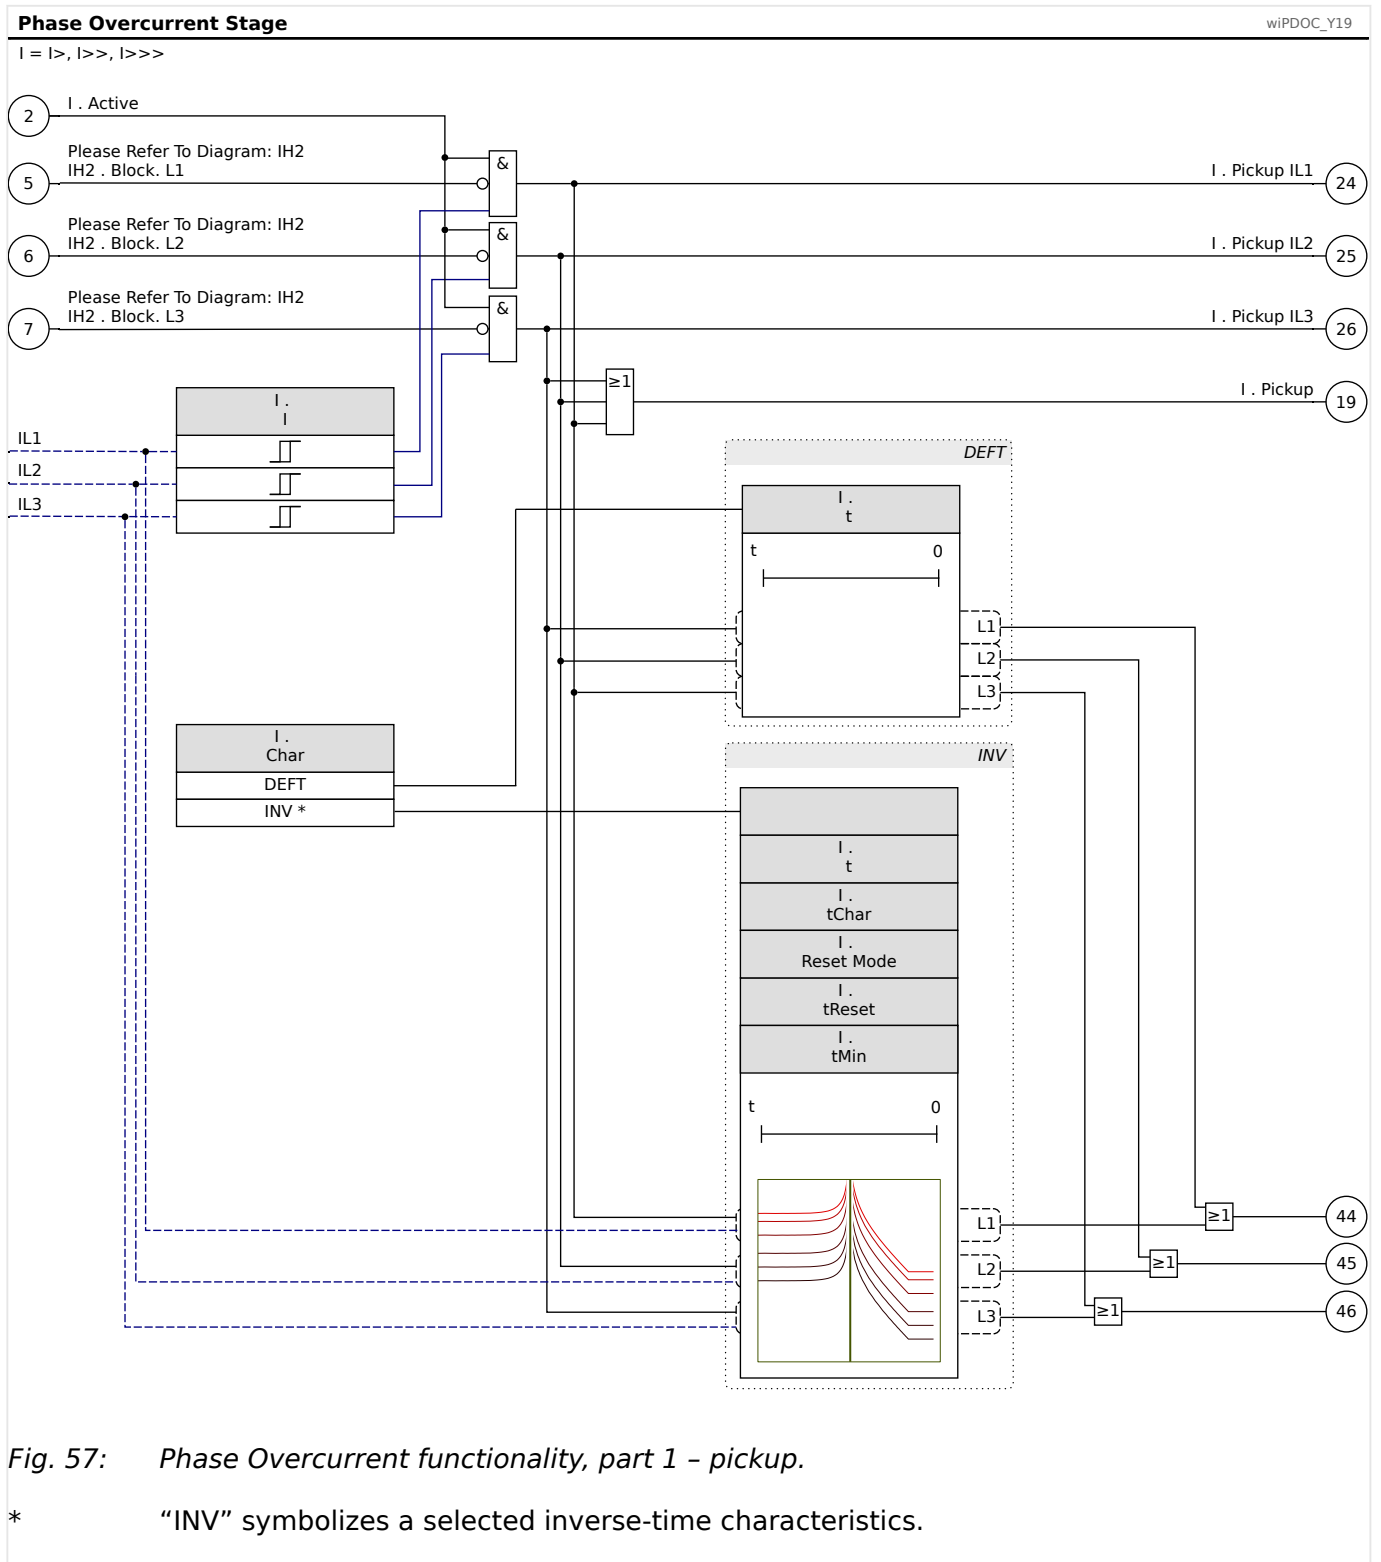 Phase Overcurrent Stage
wiPDOC_Y19
I = I>, I>>, I>>>
2
I . Active
5
Please Refer To Diagram: IH2
IH2 . Block. L1
&
I . Pickup IL1
24
6
Please Refer To Diagram: IH2
IH2 . Block. L2
&
I . Pickup IL2
25
7
Please Refer To Diagram: IH2
IH2 . Block. L3
&
I . Pickup IL3
26
≥1
I . Pickup
19
I .
I
IL1
IL2
IL3
DEFT
I .
t
t 0
L1
L2
L3
I .
Char
DEFT
INV *
INV
I .
t
I .
tChar
I .
Reset Mode
I .
tReset
I .
tMin
t 0
L1
≥1
44
L2
≥1
45
L3
≥1
46
Fig. 57: Phase Overcurrent functionality, part 1 – pickup.
* “INV” symbolizes a selected inverse-time characteristics.